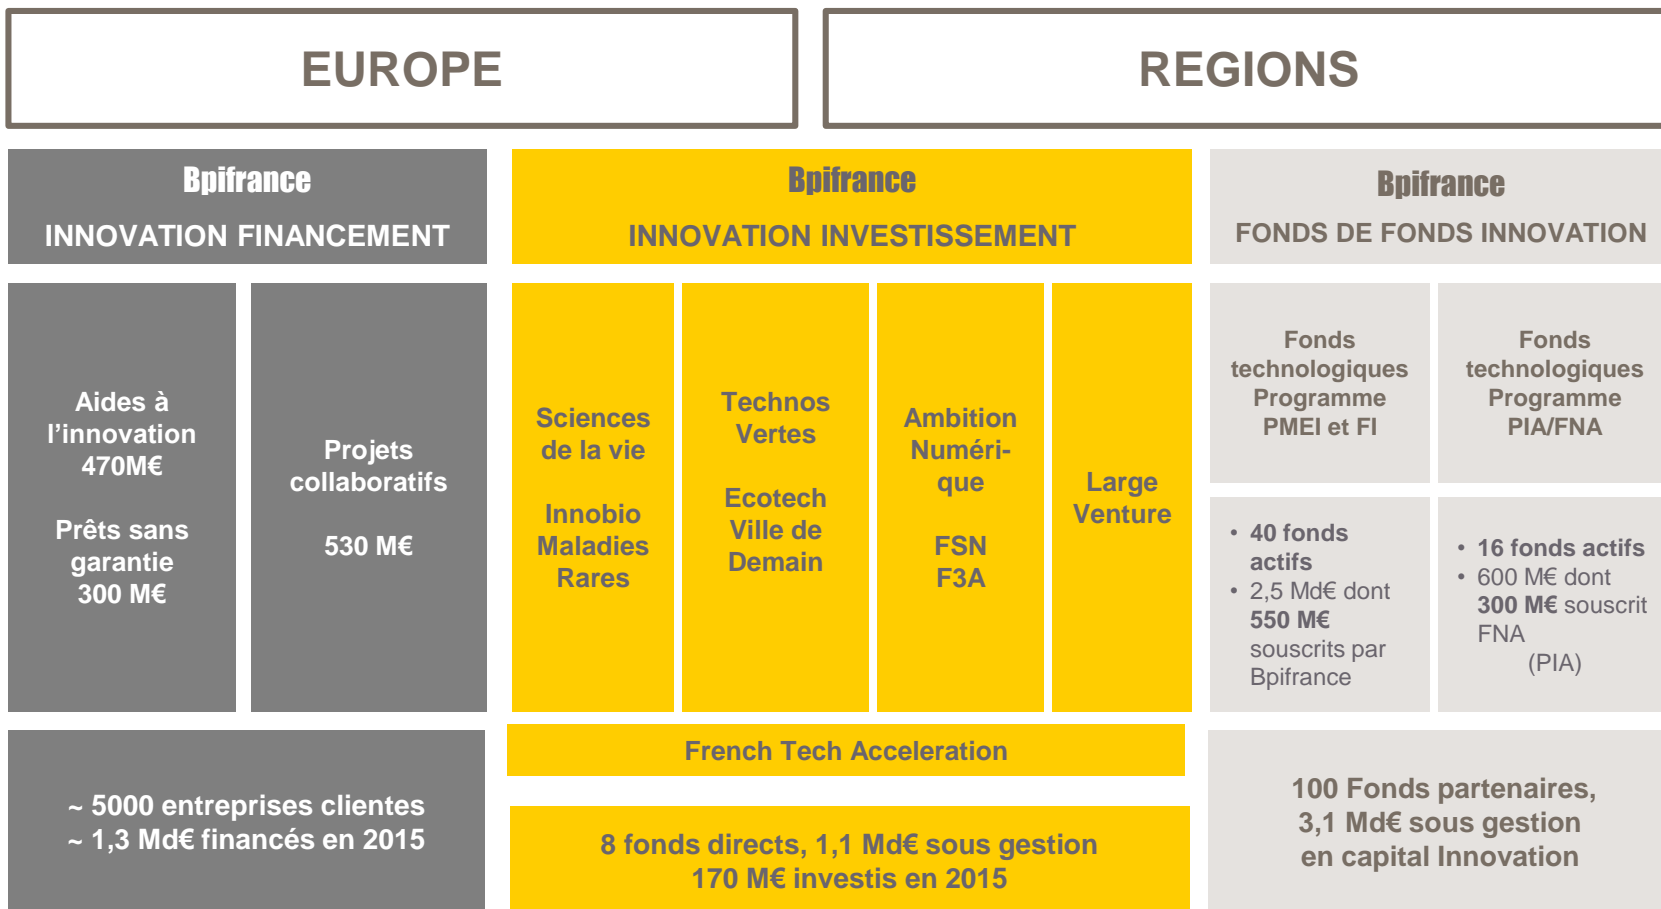 EUROPE
REGIONS
Bpifrance
INNOVATION FINANCEMENT
Bpifrance
INNOVATION INVESTISSEMENT
Bpifrance
FONDS DE FONDS INNOVATION
Aides à
l’innovation
470M€
Prêts sans
garantie
300 M€
Projets
collaboratifs
530 M€
Sciences
de la vie
Innobio
Maladies
Rares
Technos
Vertes
Ecotech
Ville de
Demain
Ambition
Numéri-
que
FSN
F3A
Large
Venture
Fonds
technologiques
Programme
PMEI et FI
Fonds
technologiques
Programme
PIA/FNA
• 40 fonds
actifs
• 2,5 Md€ dont
550 M€
souscrits par
Bpifrance
• 16 fonds actifs
• 600 M€ dont
300 M€ souscrit
FNA
(PIA)
French Tech Acceleration
~ 5000 entreprises clientes
~ 1,3 Md€ financés en 2015
8 fonds directs, 1,1 Md€ sous gestion
170 M€ investis en 2015
100 Fonds partenaires,
3,1 Md€ sous gestion
en capital Innovation